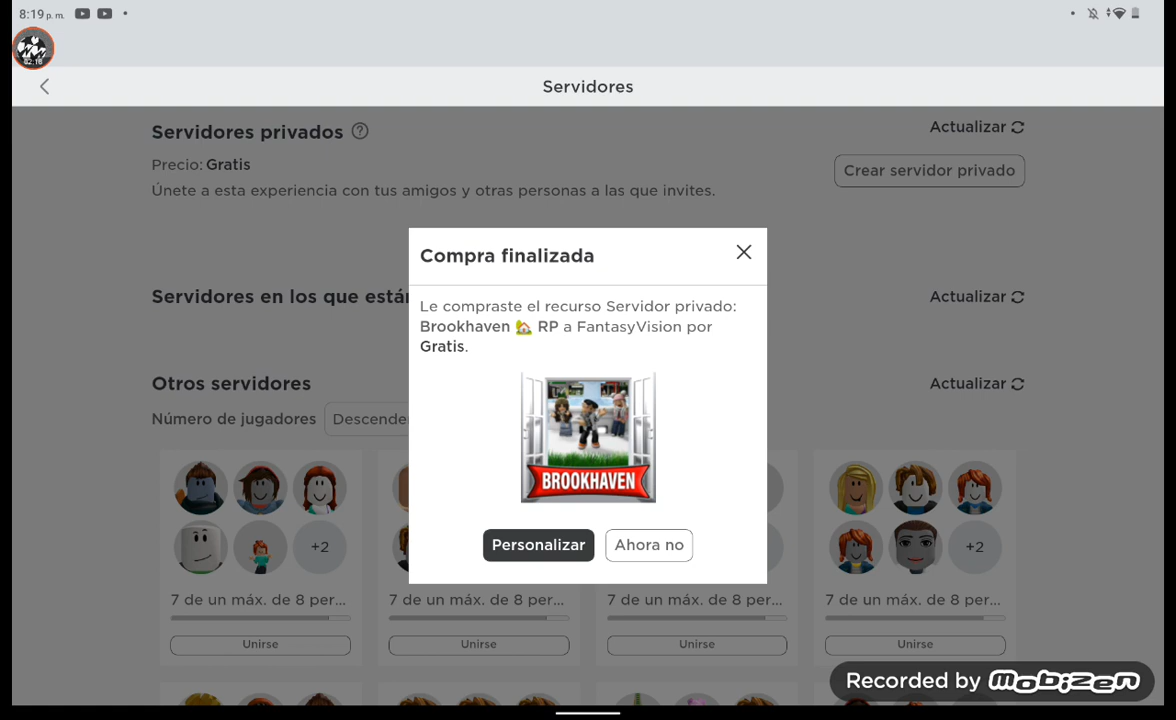 8:19 p. m.
02:16
Servidores
Servidores privados ?
Actualizar
Precio: Gratis
Crear servidor privado
Únete a esta experiencia con tus amigos y otras personas a las que invites.
Compra finalizada
Le compraste el recurso Servidor privado:
Brookhaven 🏡 RP a FantasyVision por
Gratis.
BROOKHAVEN
Personalizar
Ahora no
Servidores en los que están
Actualizar
Otros servidores
Actualizar
Número de jugadores
Descende
+2
+2
7 de un máx. de 8 per...
7 de un máx. de 8 per...
7 de un máx. de 8 per...
7 de un máx. de 8 per...
Unirse
Unirse
Unirse
Unirse
Recorded by mobizen